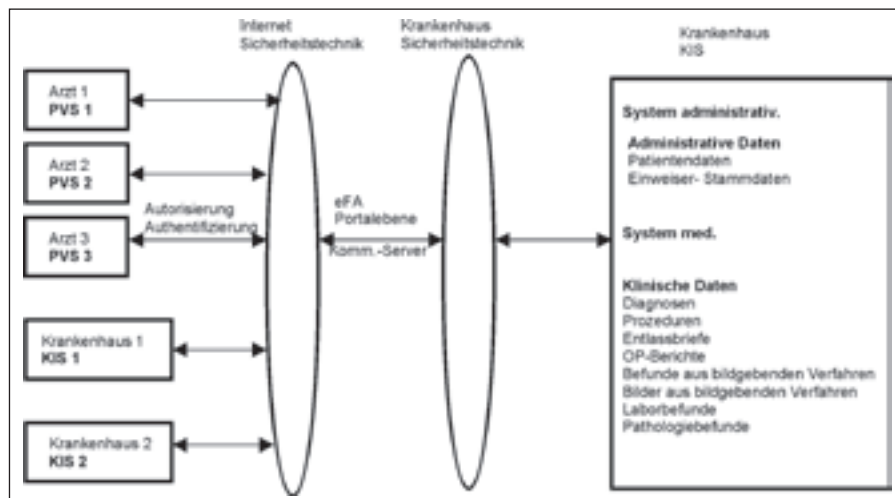 Internet
Sicherheitstechnik
Krankenhaus
Sicherheitstechnik
Krankenhaus
KIS
Arzt 1
PVS 1
Arzt 2
PVS 2
Arzt 3
PVS 3
Autorisierung
Authentifizierung
Krankenhaus 1
KIS 1
Krankenhaus 2
KIS 2
eFA
Portalebene
Komm.-Server
System administrativ.
Administrative Daten
Patientendaten
Einweiser- Stammdaten
System med.
Klinische Daten
Diagnosen
Prozeduren
Entlassbriefe
OP-Berichte
Befunde aus bildgebenden Verfahren
Bilder aus bildgebenden Verfahren
Laborbefunde
Pathologiebefunde